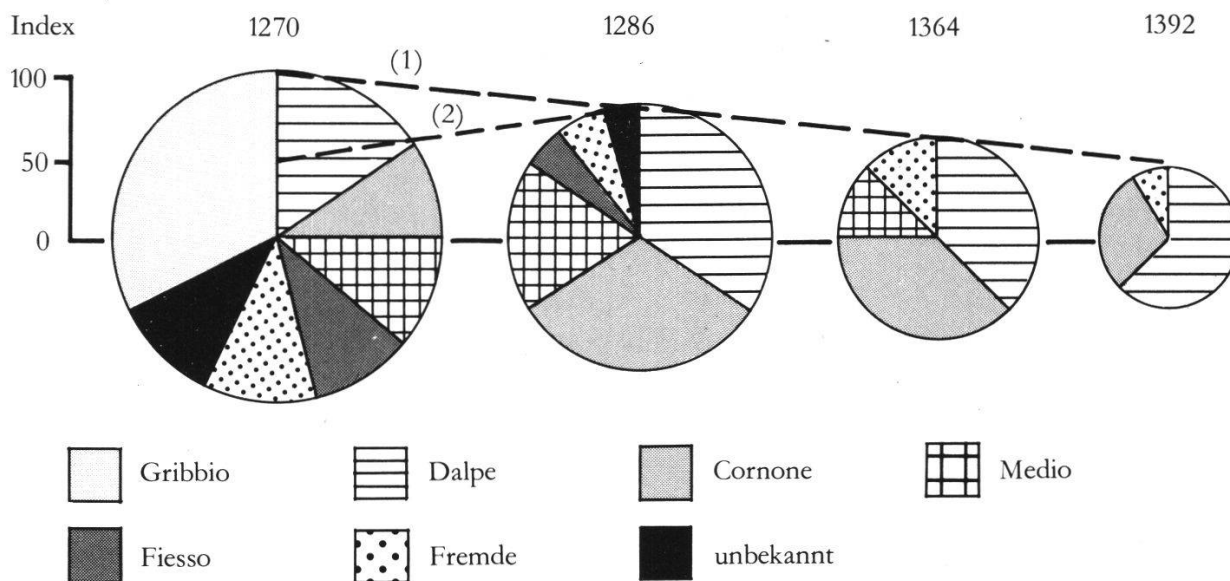 Index 1270 1286 1364 1392
100
(1)
(2)
50
0
Gribbio Dalpe Cornone Medio
Fiesso Fremde unbekannt